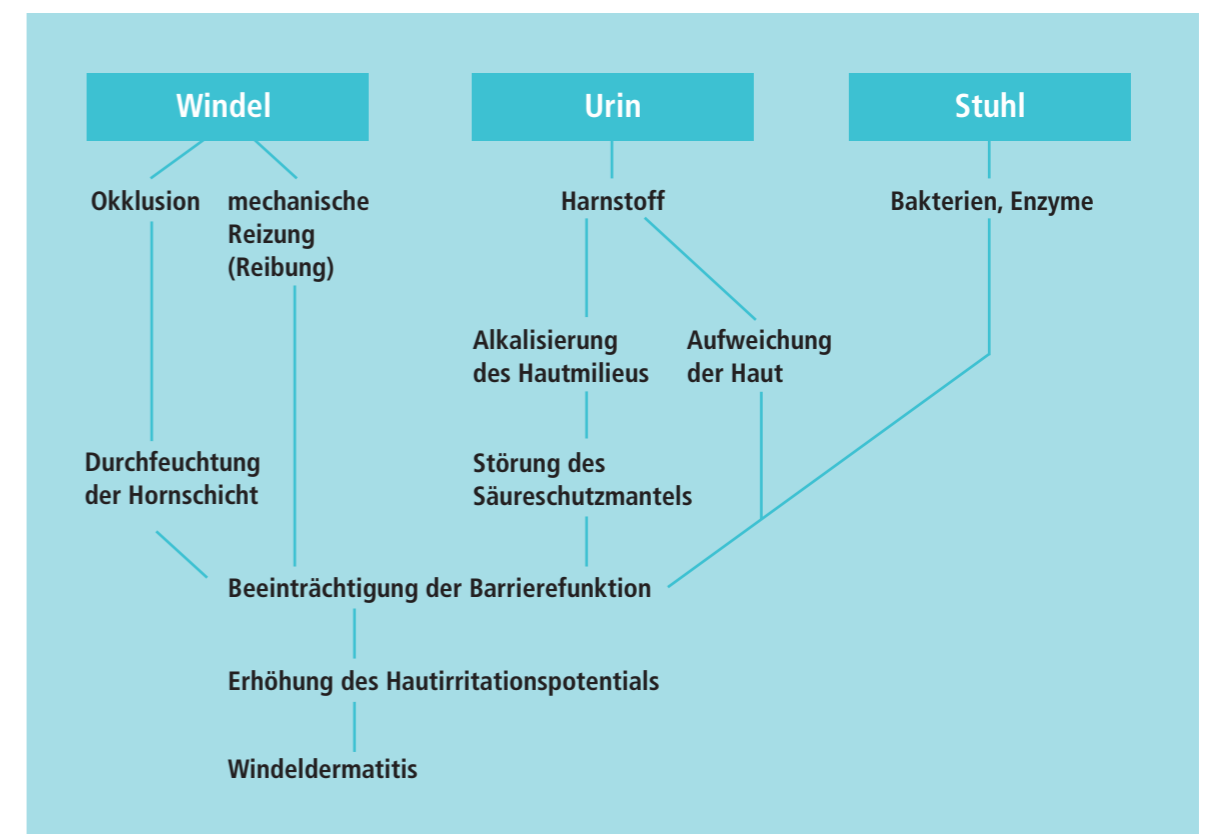 Windel
Urin
Stuhl
Okklusion
mechanische
Reizung
(Reibung)
Harnstoff
Bakterien, Enzyme
Alkalisierung
des Hautmilieus
Aufweichung
der Haut
Durchfeuchtung
der Hornschicht
Störung des
Säureschutzmantels
Beeinträchtigung der Barrierefunktion
Erhöhung des Hautirritationspotentials
Windeldermatitis